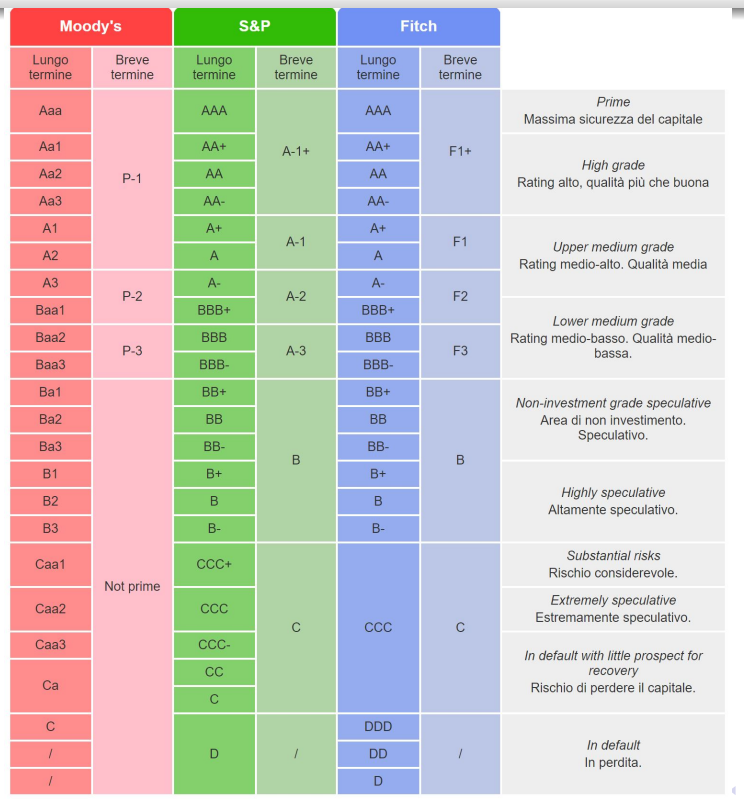 Moody's S&P Fitch
Lungo termine Breve termine Lungo termine Breve termine Lungo termine Breve termine
Aaa P-1 AAA A-1+ AAA F1+ Prime
Massima sicurezza del capitale
Aa1 AA+ AA+ High grade
Rating alto, qualità più che buona
Aa2 AA AA
Aa3 AA- AA-
A1 A+ A-1 A+ F1 Upper medium grade
Rating medio-alto. Qualità media
A2 A A
A3 P-2 A- A-2 A- F2
Baa1 BBB+ BBB+ Lower medium grade
Rating medio-basso. Qualità medio-
bassa.
Baa2 P-3 BBB A-3 BBB F3
Baa3 BBB- BBB-
Ba1 Not prime BB+ B BB+ B Non-investment grade speculative
Area di non investimento.
Speculativo.
Ba2 BB BB
Ba3 BB- BB-
B1 B+ B+ Highly speculative
Altamente speculativo.
B2 B B
B3 B- B-
Caa1 CCC+ C CCC C Substantial risks
Rischio considerevole.
Caa2 CCC Extremely speculative
Estremamente speculativo.
Caa3 CCC- In default with little prospect for
recovery
Rischio di perdere il capitale.
Ca CC
C
C D / DDD / In default
In perdita.
/ DD
/ D